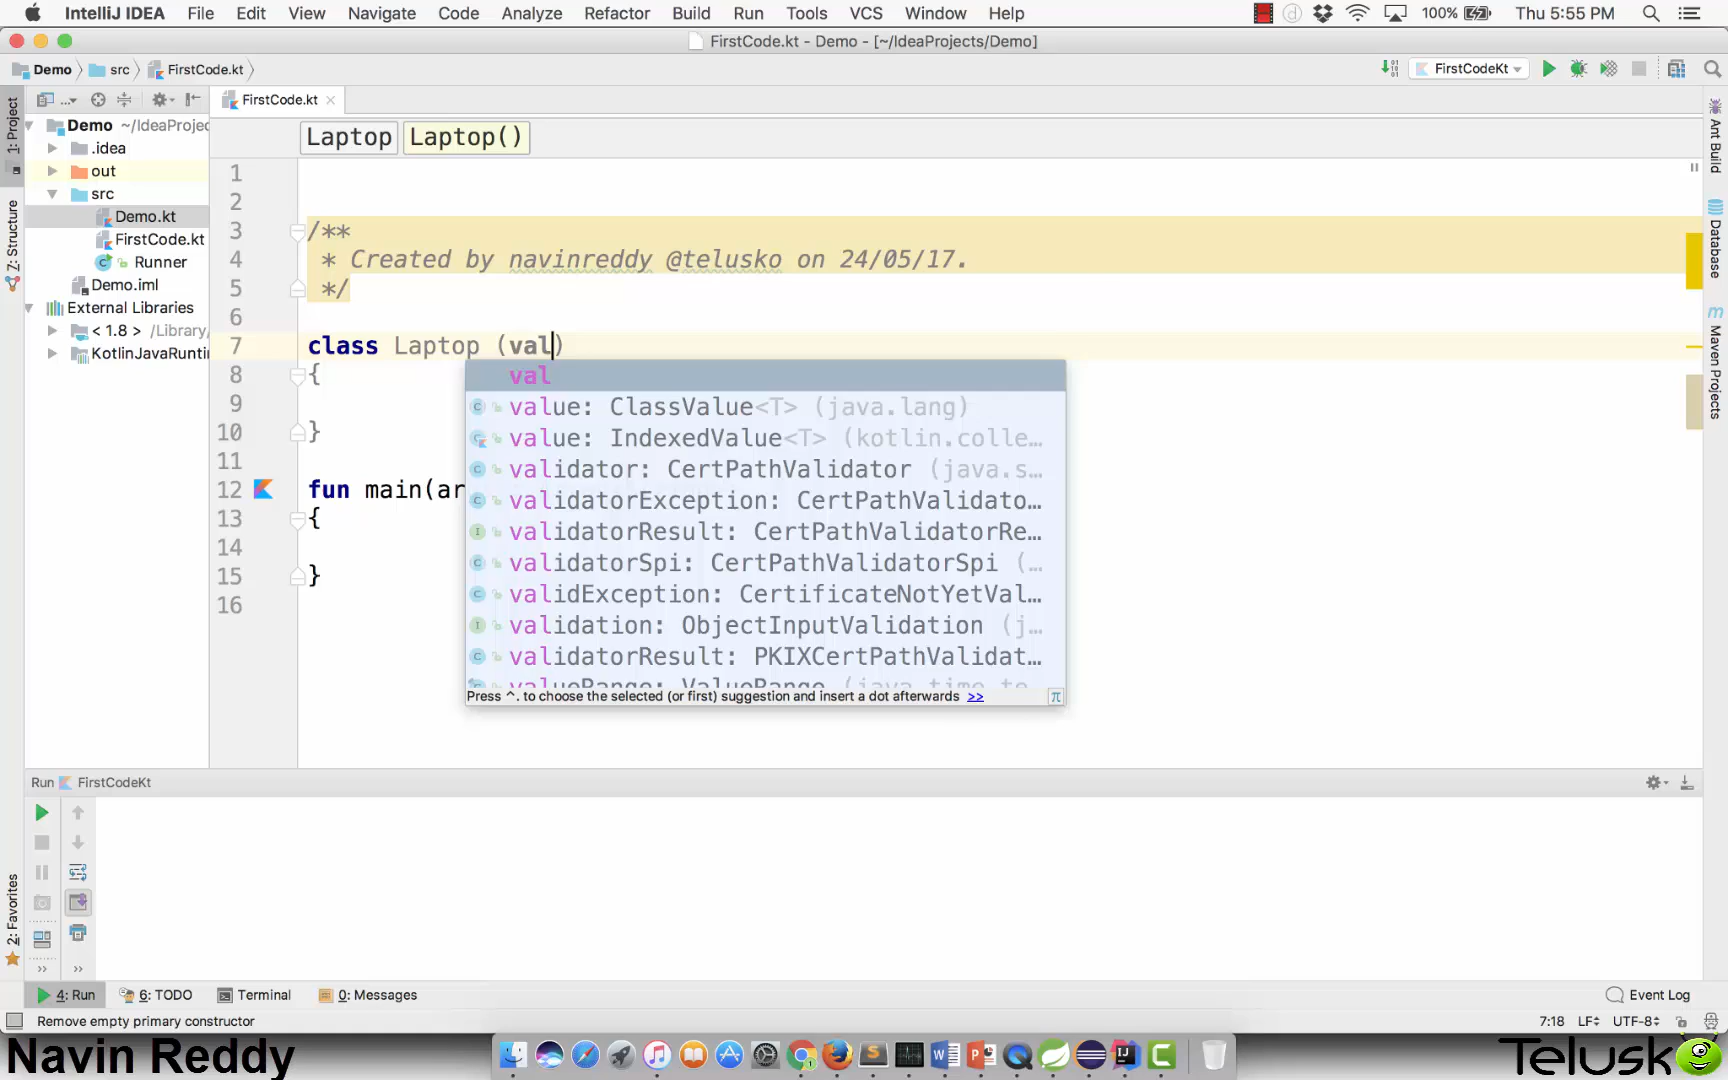 IntelliJ IDEA File Edit View Navigate Code Analyze Refactor Build Run Tools VCS Window Help 100% Thu 5:55 PM
FirstCode.kt - Demo - [~/IdeaProjects/Demo]
Demo src FirstCode.kt FirstCodeKt
FirstCode.kt
Laptop Laptop()
1: Project
Z: Structure
2: Favorites
Demo ~/IdeaProjec
.idea
out
src
Demo.kt
FirstCode.kt
Runner
Demo.iml
External Libraries
< 1.8 > /Library/
KotlinJavaRunti
1
2
3 /**
4 * Created by navinreddy @telusko on 24/05/17.
5 */
6
7 class Laptop (val)
8 {
9
10 }
11
12 fun main(ar
13 {
14
15 }
16
val
value: ClassValue<T> (java.lang)
value: IndexedValue<T> (kotlin.colle…
validator: CertPathValidator (java.s…
validatorException: CertPathValidato…
validatorResult: CertPathValidatorRe…
validatorSpi: CertPathValidatorSpi (…
validException: CertificateNotYetVal…
validation: ObjectInputValidation (j…
validatorResult: PKIXCertPathValidat…
valueRange: ValueRange (java.time.te
Press ^. to choose the selected (or first) suggestion and insert a dot afterwards >> π
Ant Build
Database
Maven Projects
Run FirstCodeKt
4: Run 6: TODO Terminal 0: Messages Event Log
Remove empty primary constructor 7:18 LF UTF-8
Navin Reddy
Telusk